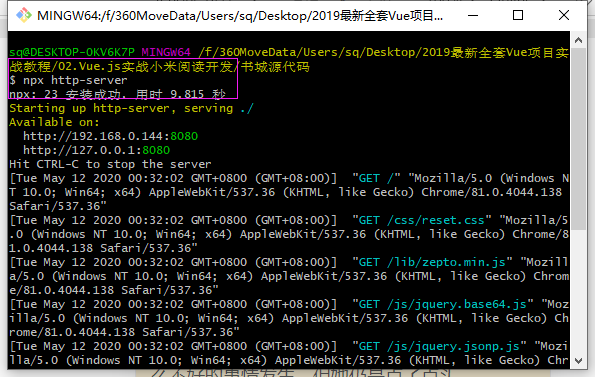 MINGW64:/f/360MoveData/Users/sq/Desktop/2019最新全套Vue项目...
sq@DESKTOP-OKV6K7P MINGW64 /f/360MoveData/Users/sq/Desktop/2019最新全套Vue项目实
战教程/02.Vue.js实战小米阅读开发/书城源代码
$ npx http-server
npx: 23 安装成功，用时 9.815 秒
Starting up http-server, serving ./
Available on:
http://192.168.0.144:8080
http://127.0.0.1:8080
Hit CTRL-C to stop the server
[Tue May 12 2020 00:32:02 GMT+0800 (GMT+08:00)] "GET /" "Mozilla/5.0 (Windows N
T 10.0; Win64; x64) AppleWebKit/537.36 (KHTML, like Gecko) Chrome/81.0.4044.138
Safari/537.36"
[Tue May 12 2020 00:32:02 GMT+0800 (GMT+08:00)] "GET /css/reset.css" "Mozilla/5
.0 (Windows NT 10.0; Win64; x64) AppleWebKit/537.36 (KHTML, like Gecko) Chrome/8
1.0.4044.138 Safari/537.36"
[Tue May 12 2020 00:32:02 GMT+0800 (GMT+08:00)] "GET /lib/zepto.min.js" "Mozill
a/5.0 (Windows NT 10.0; Win64; x64) AppleWebKit/537.36 (KHTML, like Gecko) Chrom
e/81.0.4044.138 Safari/537.36"
[Tue May 12 2020 00:32:02 GMT+0800 (GMT+08:00)] "GET /js/jquery.base64.js" "Moz
illa/5.0 (Windows NT 10.0; Win64; x64) AppleWebKit/537.36 (KHTML, like Gecko) Ch
rome/81.0.4044.138 Safari/537.36"
[Tue May 12 2020 00:32:02 GMT+0800 (GMT+08:00)] "GET /js/jquery.jsonp.js" "Mozi
lla/5.0 (Windows NT 10.0; Win64; x64) AppleWebKit/537.36 (KHTML, like Gecko) Chr